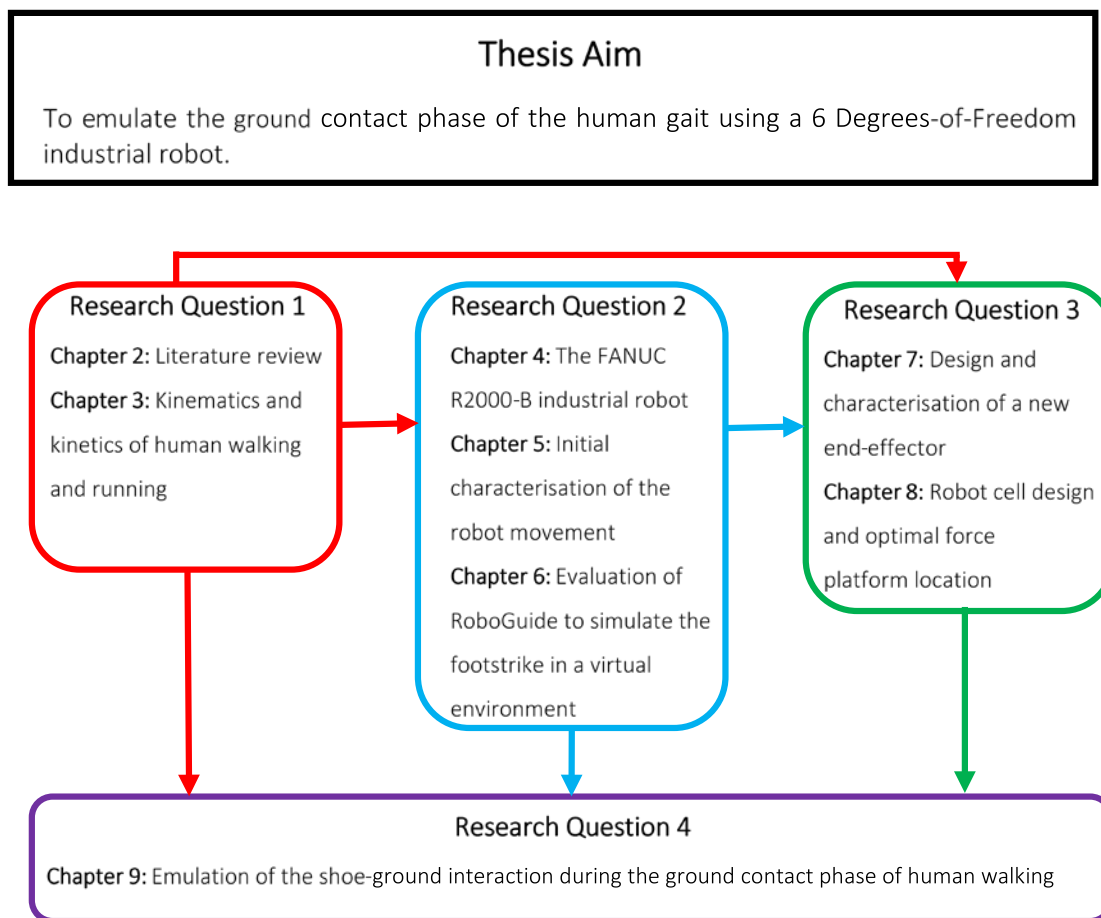 Thesis Aim
To emulate the ground contact phase of the human gait using a 6 Degrees-of-Freedom
industrial robot.
Research Question 1
Chapter 2: Literature review
Chapter 3: Kinematics and
kinetics of human walking
and running
Research Question 2
Chapter 4: The FANUC
R2000-B industrial robot
Chapter 5: Initial
characterisation of the
robot movement
Chapter 6: Evaluation of
RoboGuide to simulate the
footstrike in a virtual
environment
Research Question 3
Chapter 7: Design and
characterisation of a new
end-effector
Chapter 8: Robot cell design
and optimal force
platform location
Research Question 4
Chapter 9: Emulation of the shoe-ground interaction during the ground contact phase of human walking